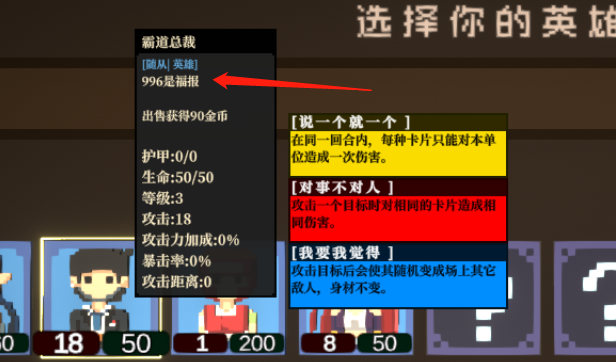 选择你的英雄
霸道总裁
[随从| 英雄]
996是福报
出售获得90金币
护甲:0/0
生命:50/50
等级:3
攻击:18
攻击力加成:0%
暴击率:0%
攻击距离:0
[说一个就一个 ]
在同一回合内，每种卡片只能对本单
位造成一次伤害。
[对事不对人 ]
攻击一个目标时对相同的卡片造成相
同伤害。
[我要我觉得 ]
攻击目标后会使其随机变成场上其它
敌人，身材不变。
18 50
1 200
8 50